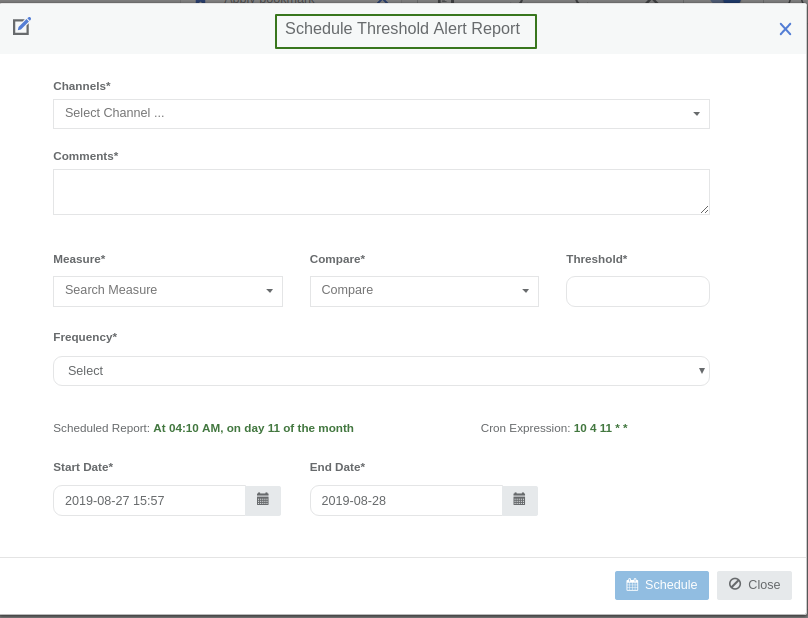 Apply bookmark
Schedule Threshold Alert Report
Channels*
Select Channel ...
Comments*
Measure* Compare* Threshold*
Search Measure Compare
Frequency*
Select
Scheduled Report: At 04:10 AM, on day 11 of the month Cron Expression: 10 4 11 * *
Start Date* End Date*
2019-08-27 15:57 2019-08-28
Schedule Close